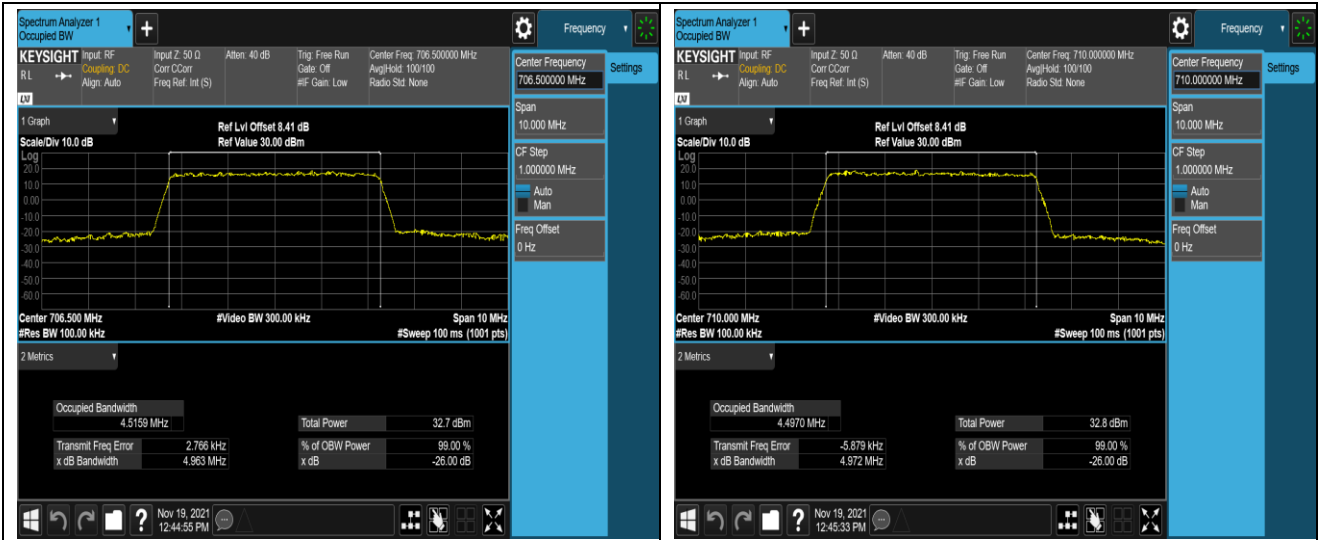 Spectrum Analyzer 1
Occupied BW
+
Frequency
KEYSIGHT
Input: RF
Input Z: 50 Ω
Atten: 40 dB
Trig: Free Run
Center Freq: 706.500000 MHz
Coupling: DC
Corr CCorr
Gate: Off
Avg|Hold: 100/100
RL
Align: Auto
Freq Ref: Int (S)
#IF Gain: Low
Radio Std: None
LXI
Center Frequency
706.500000 MHz
Settings
Span
10.000 MHz
CF Step
1.000000 MHz
Auto
Man
Freq Offset
0 Hz
1 Graph
Ref Lvl Offset 8.41 dB
Scale/Div 10.0 dB
Ref Value 30.00 dBm
Log
20.0
10.0
0.00
-10.0
-20.0
-30.0
-40.0
-50.0
-60.0
Center 706.500 MHz
#Video BW 300.00 kHz
Span 10 MHz
#Res BW 100.00 kHz
#Sweep 100 ms (1001 pts)
2 Metrics
Occupied Bandwidth
4.5159 MHz
Total Power
32.7 dBm
Transmit Freq Error
2.766 kHz
% of OBW Power
99.00 %
x dB Bandwidth
4.963 MHz
x dB
-26.00 dB
?
Nov 19, 2021
12:44:55 PM
Spectrum Analyzer 1
Occupied BW
+
Frequency
KEYSIGHT
Input: RF
Input Z: 50 Ω
Atten: 40 dB
Trig: Free Run
Center Freq: 710.000000 MHz
Coupling: DC
Corr CCorr
Gate: Off
Avg|Hold: 100/100
RL
Align: Auto
Freq Ref: Int (S)
#IF Gain: Low
Radio Std: None
LXI
Center Frequency
710.000000 MHz
Settings
Span
10.000 MHz
CF Step
1.000000 MHz
Auto
Man
Freq Offset
0 Hz
1 Graph
Ref Lvl Offset 8.41 dB
Scale/Div 10.0 dB
Ref Value 30.00 dBm
Log
20.0
10.0
0.00
-10.0
-20.0
-30.0
-40.0
-50.0
-60.0
Center 710.000 MHz
#Video BW 300.00 kHz
Span 10 MHz
#Res BW 100.00 kHz
#Sweep 100 ms (1001 pts)
2 Metrics
Occupied Bandwidth
4.4970 MHz
Total Power
32.8 dBm
Transmit Freq Error
-5.879 kHz
% of OBW Power
99.00 %
x dB Bandwidth
4.972 MHz
x dB
-26.00 dB
?
Nov 19, 2021
12:45:33 PM